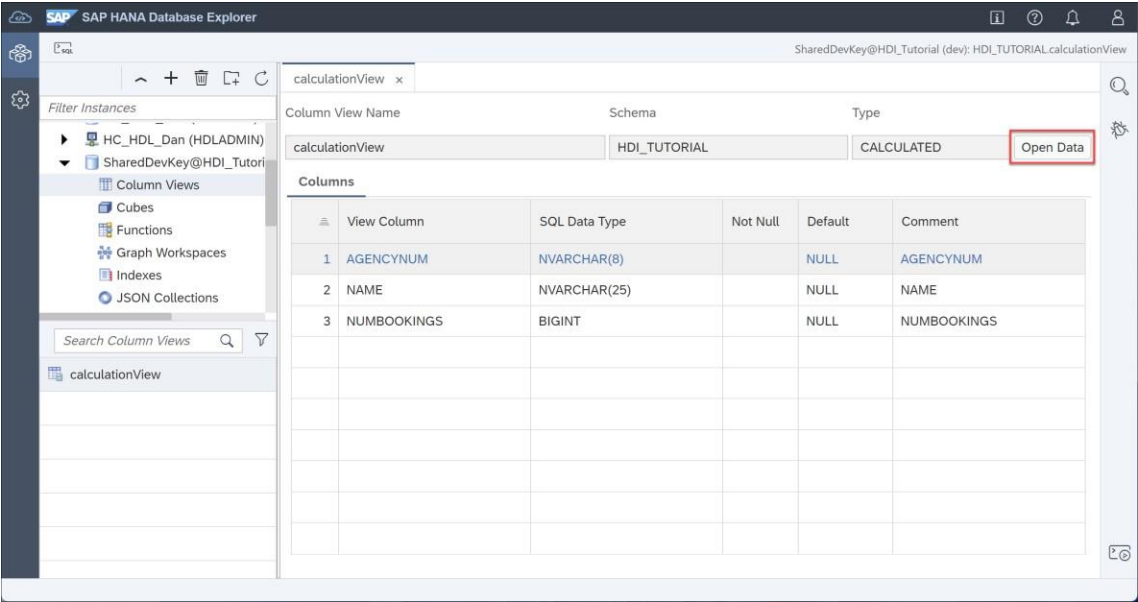 SAP SAP HANA Database Explorer
SQL
SharedDevKey@HDI_Tutorial (dev): HDI_TUTORIAL.calculationView
Filter Instances
HC_HDL_Dan (HDLADMIN)
SharedDevKey@HDI_Tutori
Column Views
Cubes
Functions
Graph Workspaces
Indexes
JSON Collections
Search Column Views
calculationView
calculationView ×
Column View Name Schema Type
calculationView HDI_TUTORIAL CALCULATED Open Data
Columns
View Column SQL Data Type Not Null Default Comment
1 AGENCYNUM NVARCHAR(8) NULL AGENCYNUM
2 NAME NVARCHAR(25) NULL NAME
3 NUMBOOKINGS BIGINT NULL NUMBOOKINGS